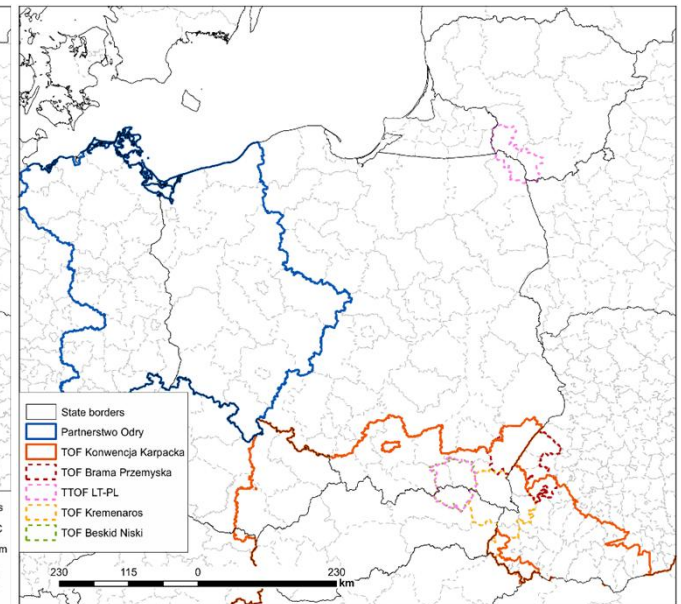 State borders
Partnerstwo Odry
TOF Konwencja Karpacka
TOF Brama Przemyska
TTOF LT-PL
TOF Kremenaros
TOF Beskid Niski
s
C
m
230 115 0 230
km